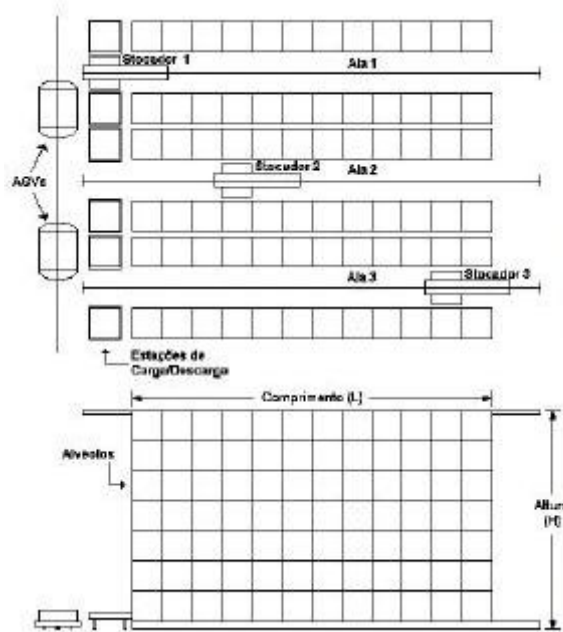 Stocador 1
Ala 1
AGVs
Stocador 2
Ala 2
Stocador 3
Ala 3
Estações de
Carga/Descarga
Comprimento (L)
Alvéolos
Altura
(H)